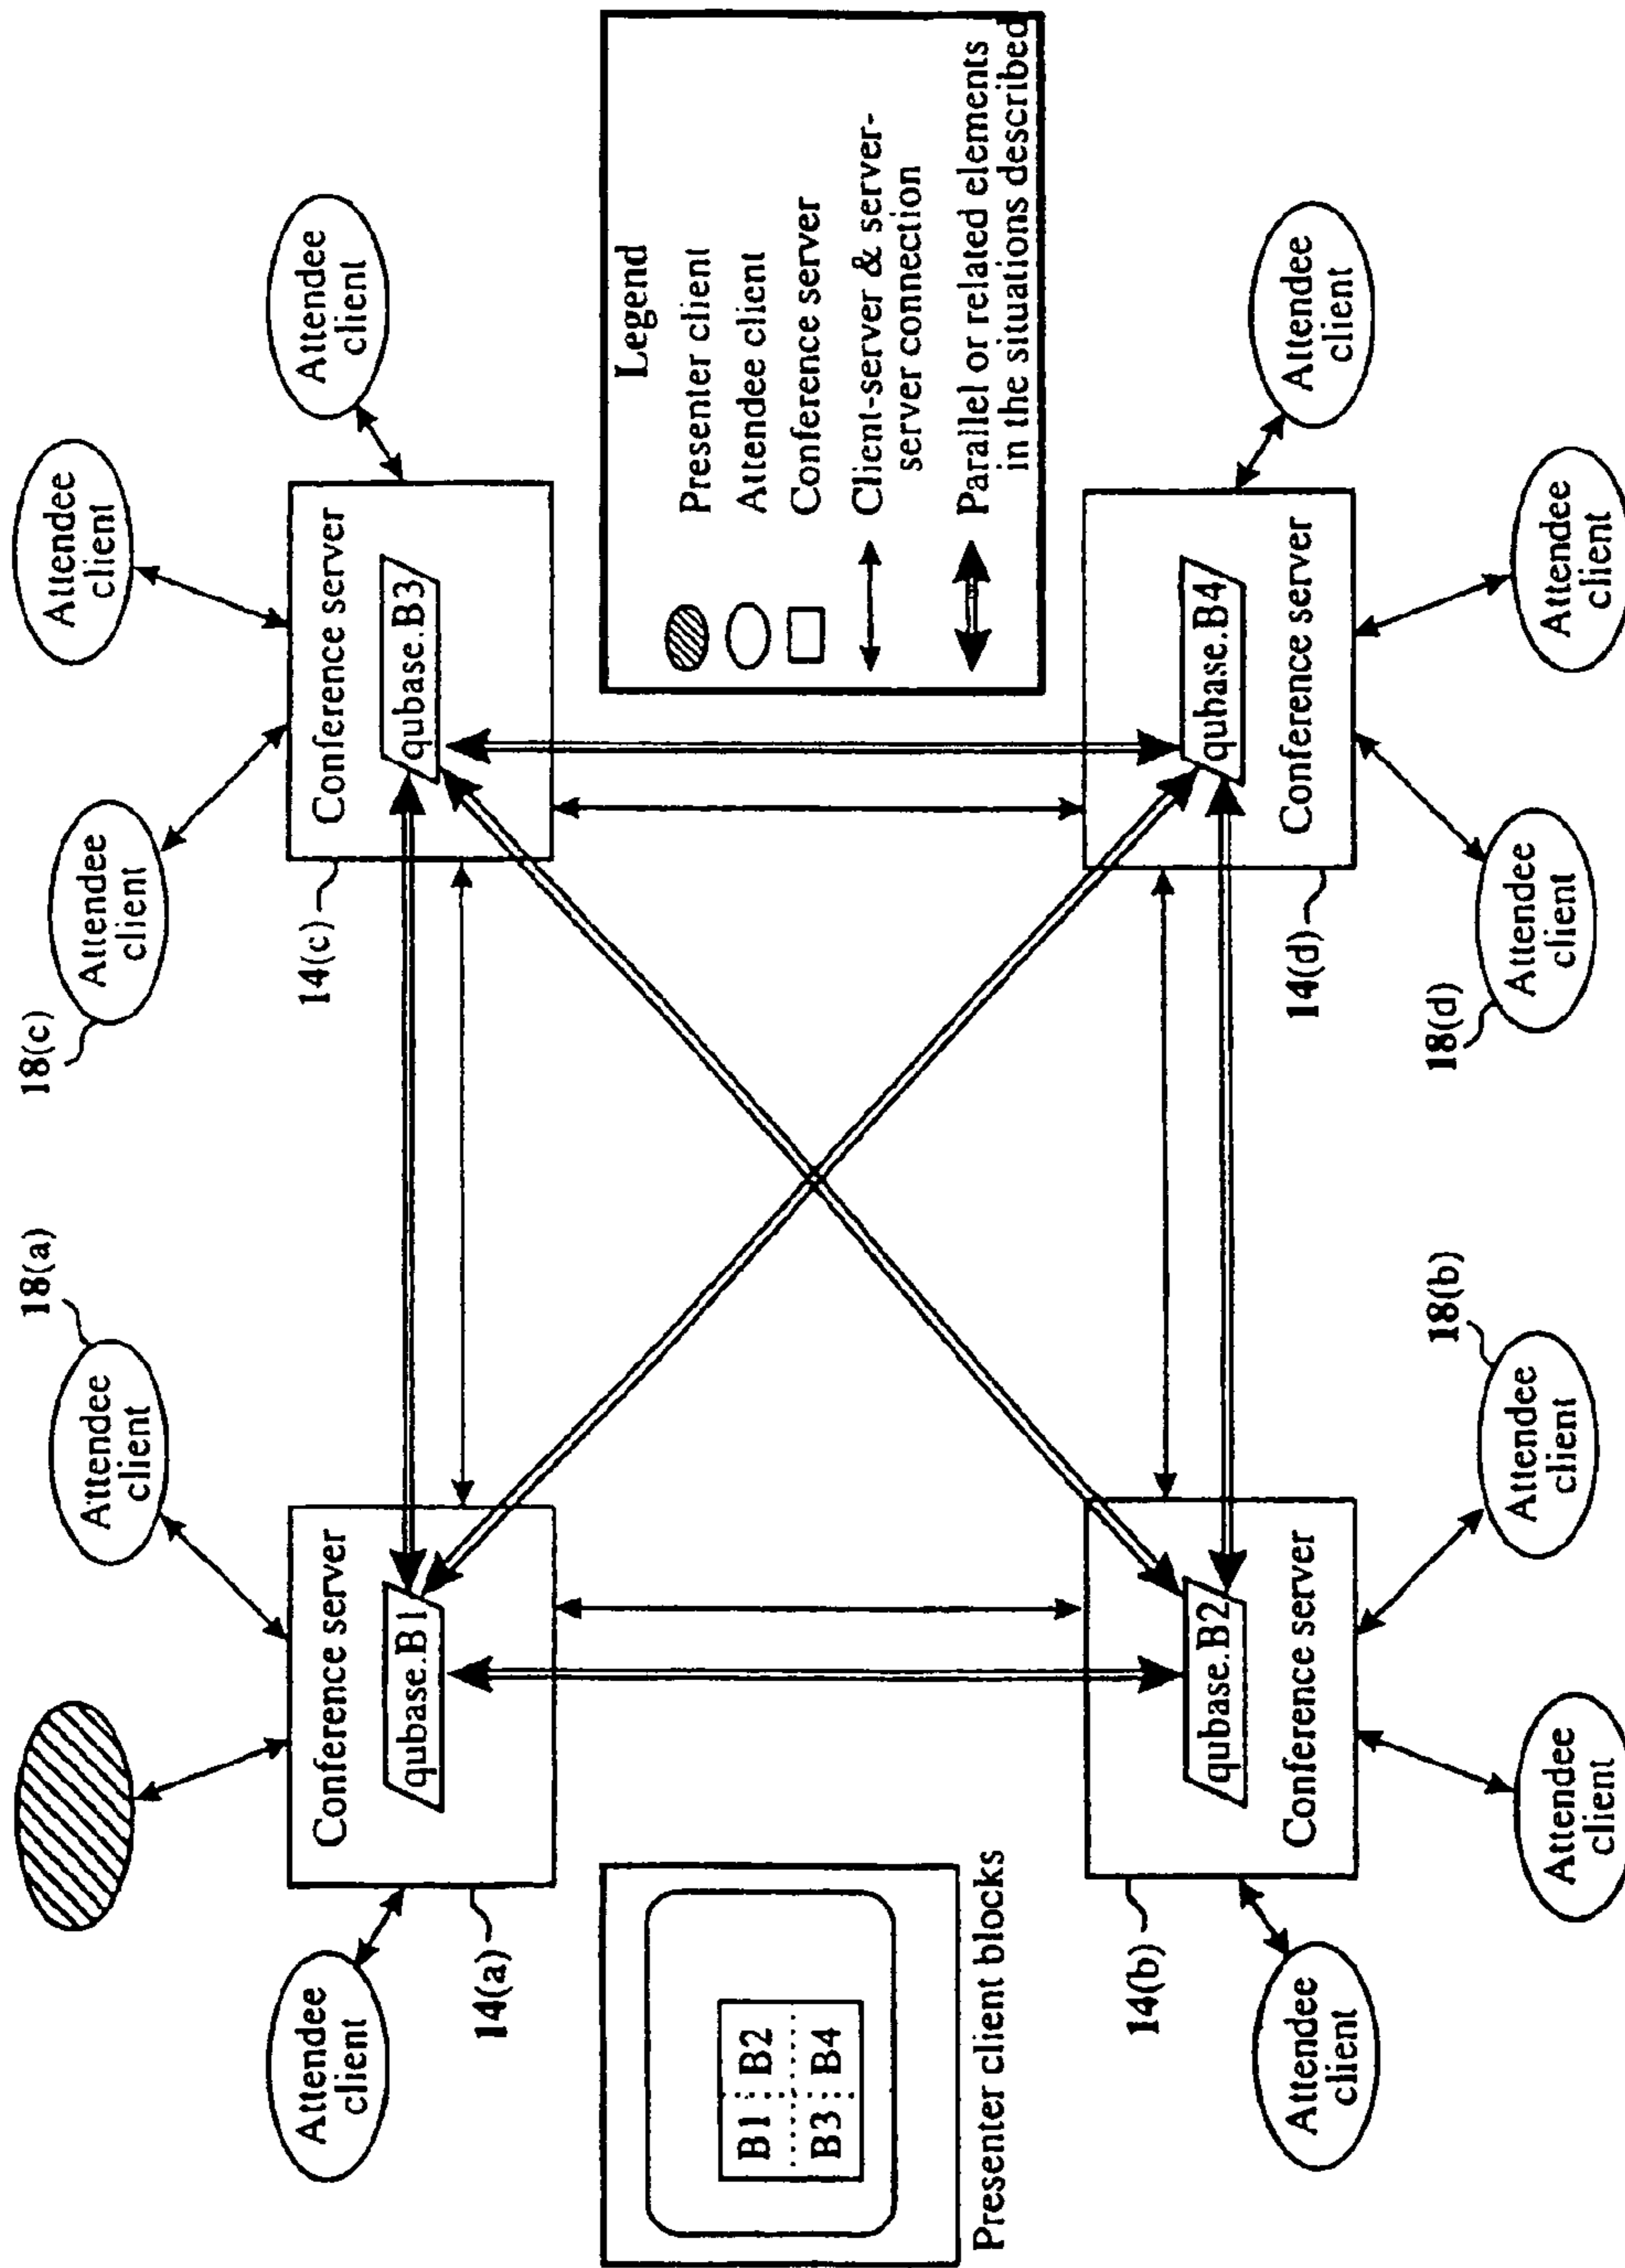 18(a)
18(c)
Attendee
client
Attendee
client
Attendee
client
Attendee
client
Attendee
client
14(a)
Conference server
qubase.B1
14(c)
Conference server
qubase.B3
B1
B2
B3
B4
Presenter client blocks
Legend
Presenter client
Attendee client
Conference server
Client-server & server-
server connection
Parallel or related elements
in the situations described
14(b)
qubase.B2
Conference server
14(d)
qubase.B4
Conference server
Attendee
client
Attendee
client
Attendee
client
18(b)
18(d)
Attendee
client
Attendee
client
Attendee
client